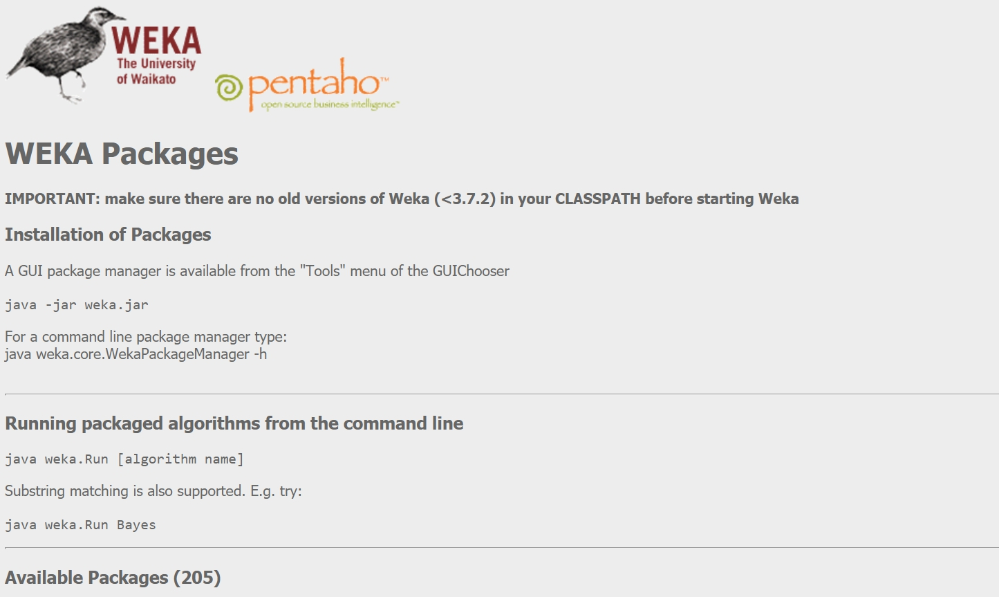 WEKA
The University
of Waikato
pentaho™
open source business intelligence™
WEKA Packages
IMPORTANT: make sure there are no old versions of Weka (<3.7.2) in your CLASSPATH before starting Weka
Installation of Packages
A GUI package manager is available from the "Tools" menu of the GUIChooser
java -jar weka.jar
For a command line package manager type:
java weka.core.WekaPackageManager -h
Running packaged algorithms from the command line
java weka.Run [algorithm name]
Substring matching is also supported. E.g. try:
java weka.Run Bayes
Available Packages (205)